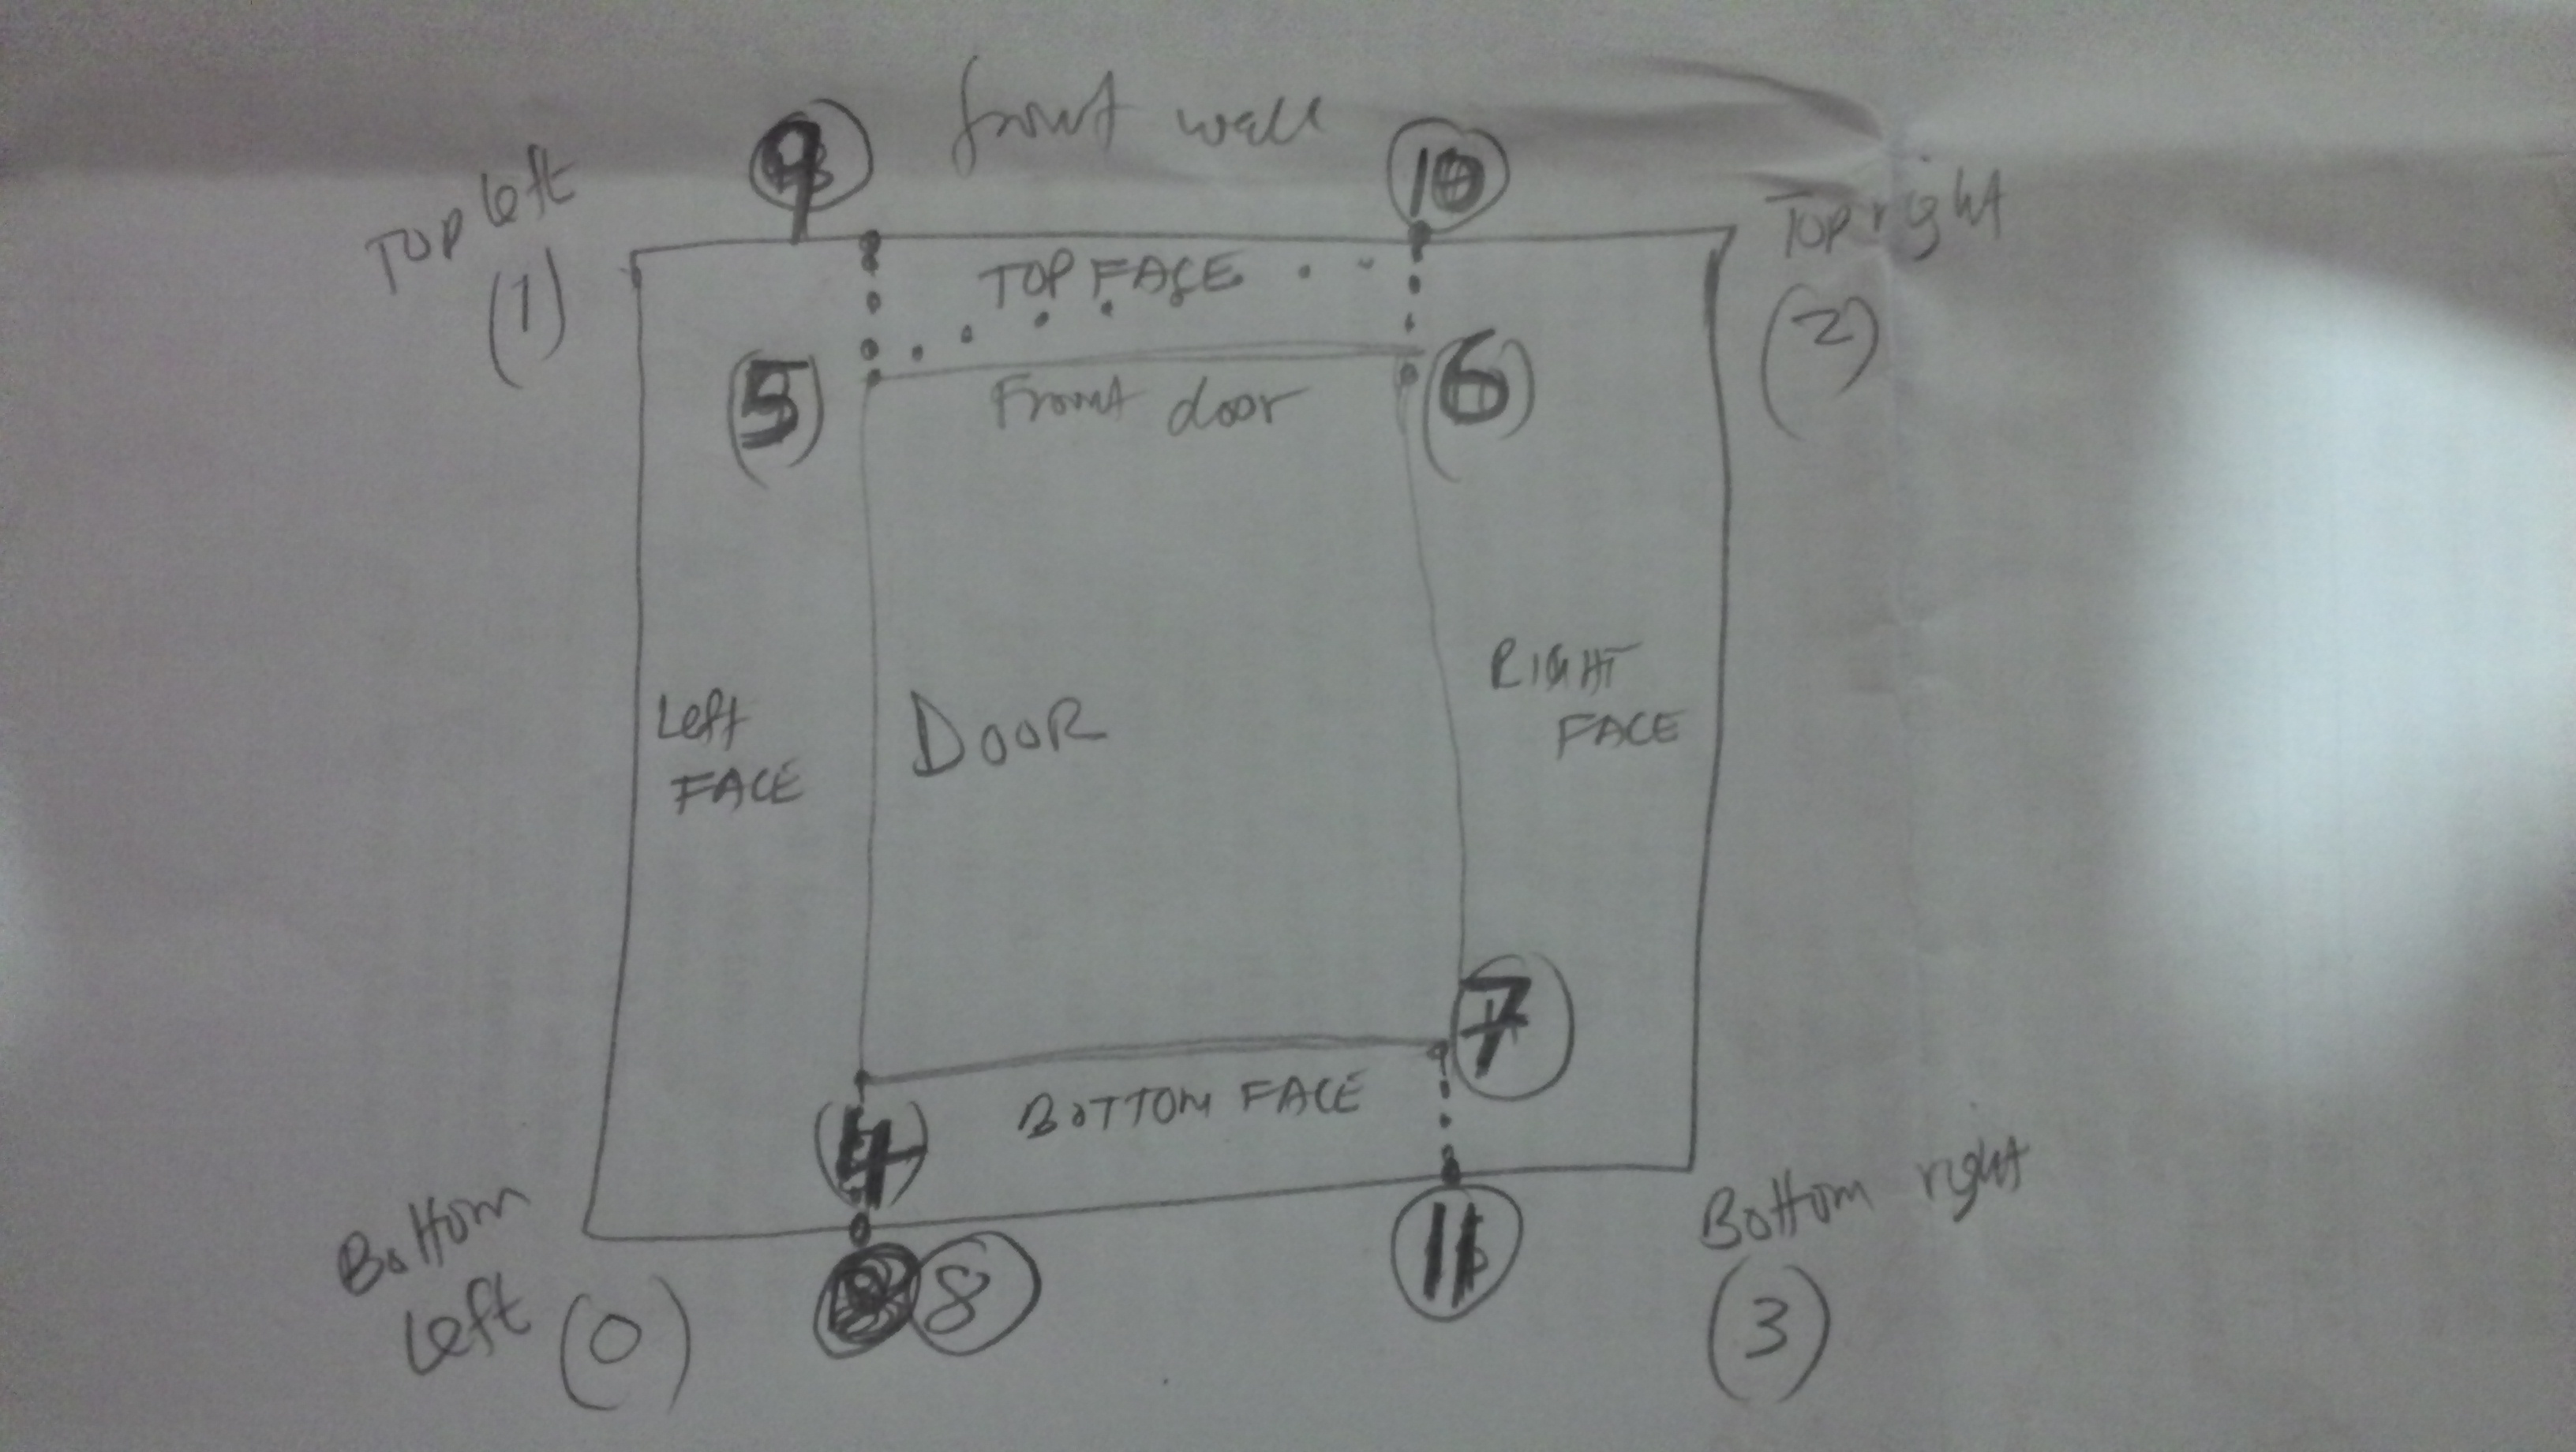 front wall
9
10
TOP left
(1)
TOP right
(2)
TOP FACE
(5)
(6)
Front door
Left
FACE
DOOR
RIGHT
FACE
(4)
7
BOTTOM FACE
Bottom
left (0)
8
11
Bottom right
(3)